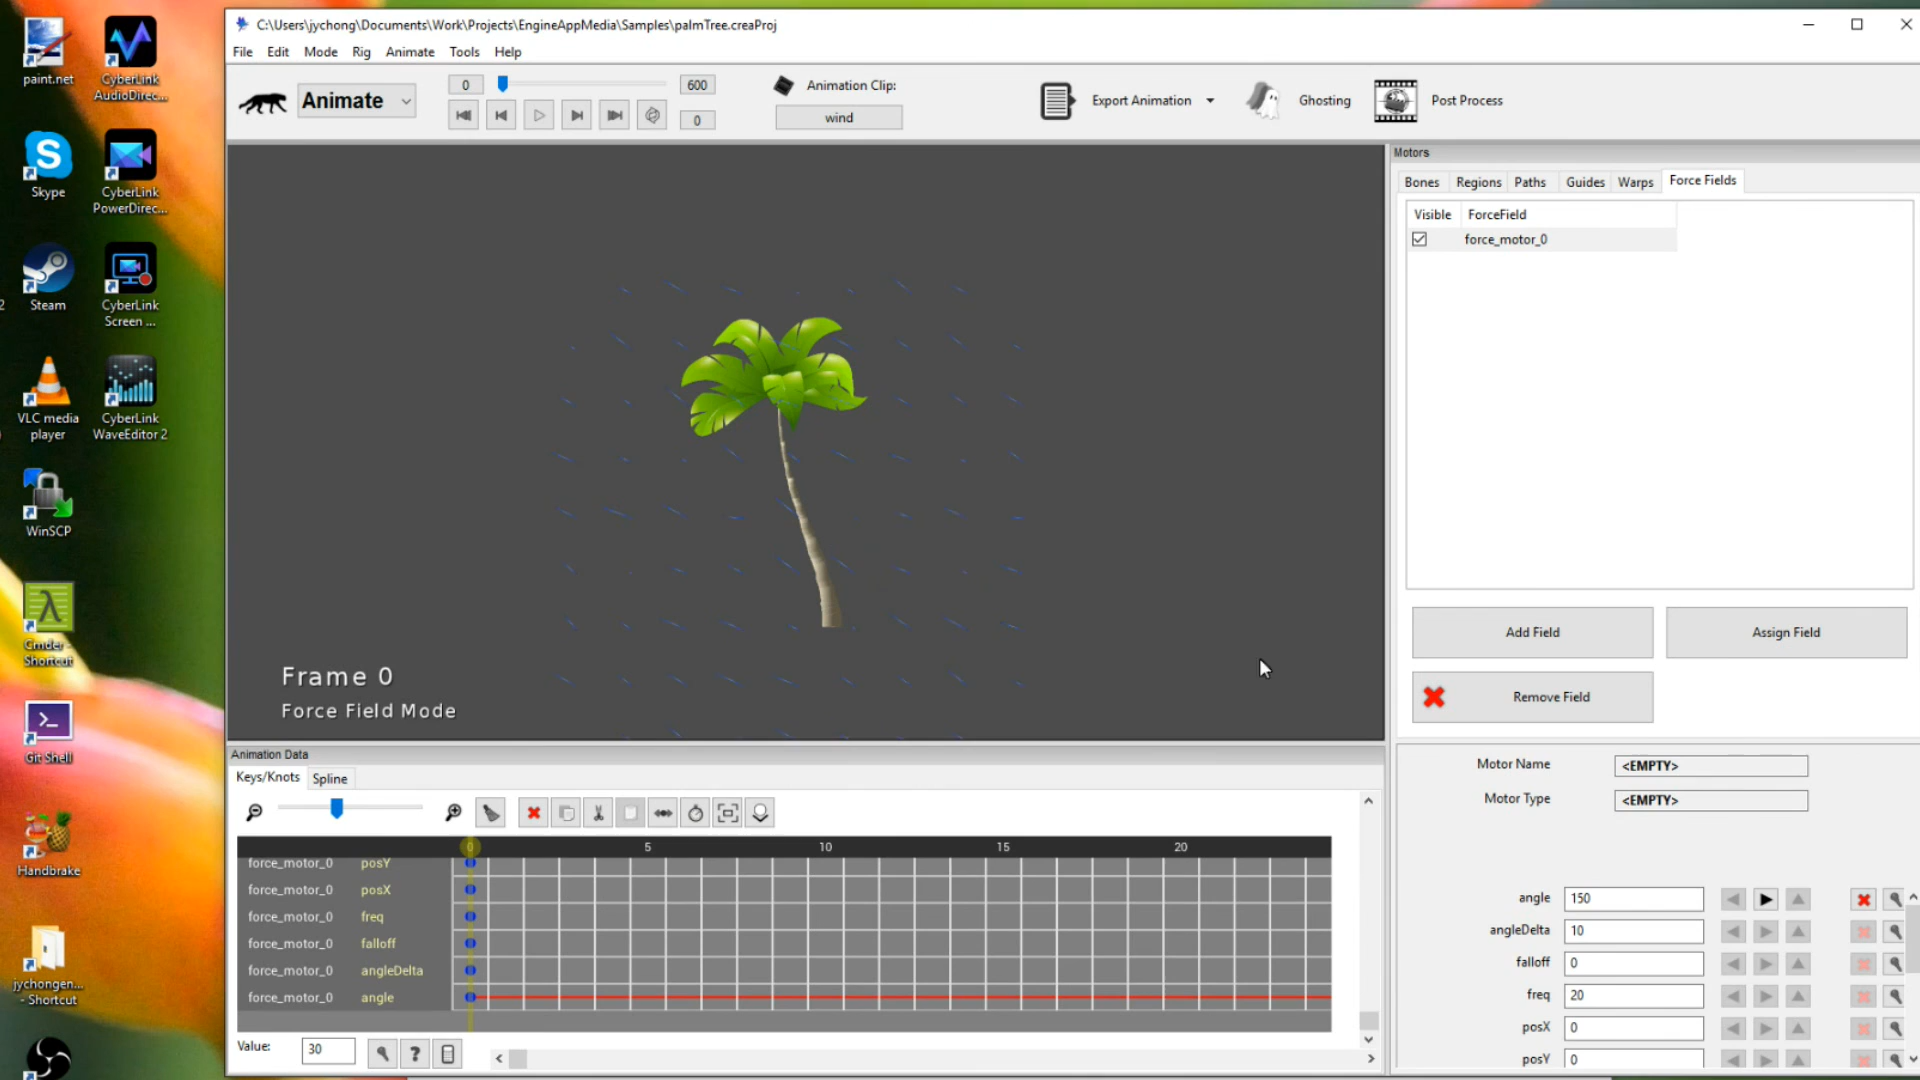 paint.net
CyberLink
AudioDirec...
Skype
CyberLink
PowerDirec...
2
Steam
CyberLink
Screen ...
VLC media
player
CyberLink
WaveEditor 2
WinSCP
Cmder -
Shortcut
Git Shell
Handbrake
jychongen...
- Shortcut
C:\Users\jychong\Documents\Work\Projects\EngineAppMedia\Samples\palmTree.creaProj
File Edit Mode Rig Animate Tools Help
Animate
0
600
0
Animation Clip:
wind
Export Animation
Ghosting
Post Process
Frame 0
Force Field Mode
Motors
Bones Regions Paths Guides Warps Force Fields
Visible ForceField
force_motor_0
Add Field
Assign Field
Remove Field
Motor Name <EMPTY>
Motor Type <EMPTY>
angle 150
angleDelta 10
falloff 0
freq 20
posX 0
posY 0
Animation Data
Keys/Knots Spline
0 5 10 15 20
force_motor_0 posY
force_motor_0 posX
force_motor_0 freq
force_motor_0 falloff
force_motor_0 angleDelta
force_motor_0 angle
Value: 30
?